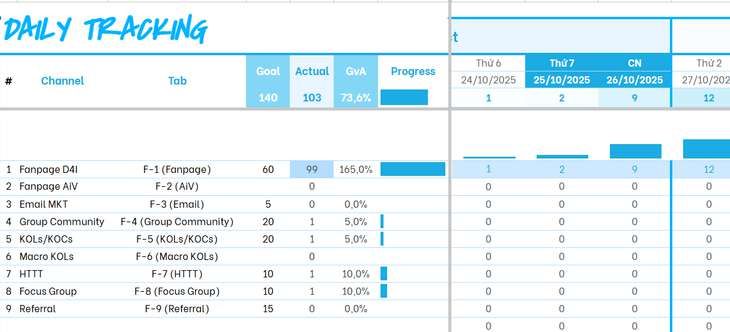 DAILY TRACKING
t
# Channel Tab Goal Actual GvA Progress Thứ 6 Thứ 7 CN Thứ 2
24/10/2025 25/10/2025 26/10/2025 27/10/202
140 103 73,6% 1 2 9 12
1 Fanpage D4I F-1 (Fanpage) 60 99 165,0% 1 2 9 12
2 Fanpage AiV F-2 (AiV) 0 0 0 0 0
3 Email MKT F-3 (Email) 5 0 0,0% 0 0 0 0
4 Group Community F-4 (Group Community) 20 1 5,0% 0 0 0 0
5 KOLs/KOCs F-5 (KOLs/KOCs) 20 1 5,0% 0 0 0 0
6 Macro KOLs F-6 (Macro KOLs) 0 0 0 0 0
7 HTTT F-7 (HTTT) 10 1 10,0% 0 0 0 0
8 Focus Group F-8 (Focus Group) 10 1 10,0% 0 0 0 0
9 Referral F-9 (Referral) 15 0 0,0% 0 0 0 0
0 0 0 0